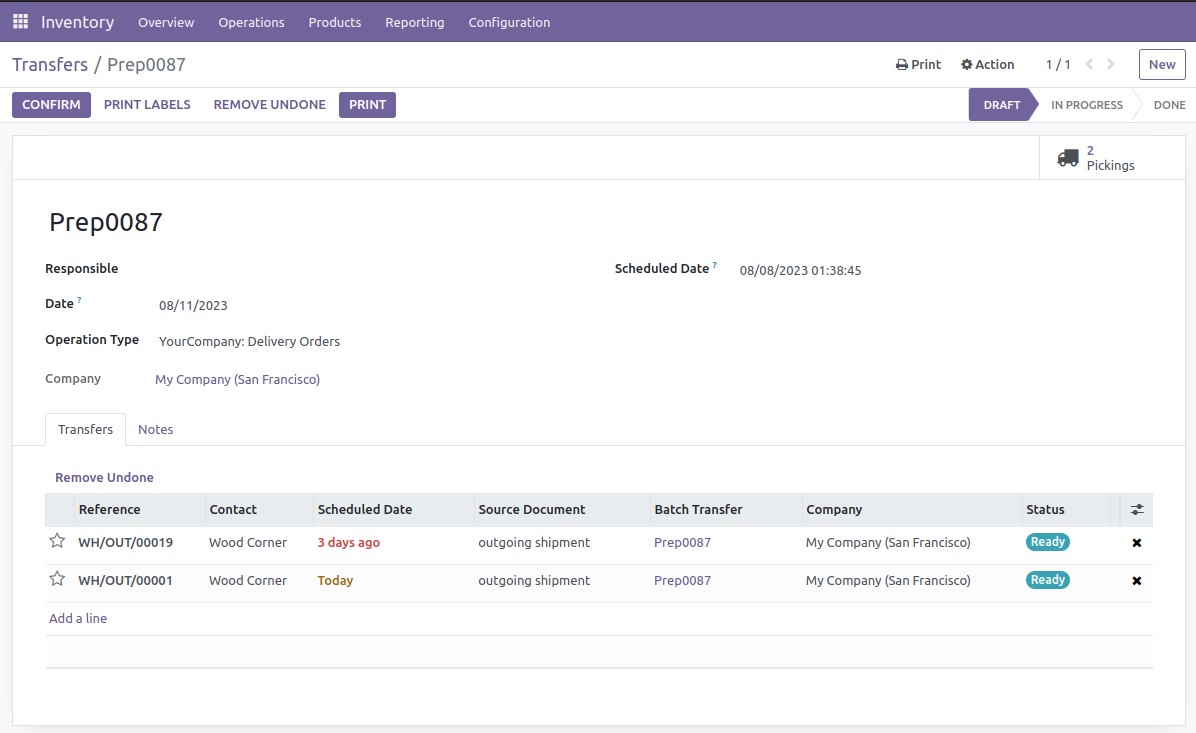 Inventory Overview Operations Products Reporting Configuration
Transfers / Prep0087 Print Action 1 / 1 New
CONFIRM PRINT LABELS REMOVE UNDONE PRINT DRAFT IN PROGRESS DONE
2
Pickings
Prep0087
Responsible Scheduled Date ? 08/08/2023 01:38:45
Date ? 08/11/2023
Operation Type YourCompany: Delivery Orders
Company My Company (San Francisco)
Transfers Notes
Remove Undone
Reference Contact Scheduled Date Source Document Batch Transfer Company Status
WH/OUT/00019 Wood Corner 3 days ago outgoing shipment Prep0087 My Company (San Francisco) Ready
WH/OUT/00001 Wood Corner Today outgoing shipment Prep0087 My Company (San Francisco) Ready
Add a line